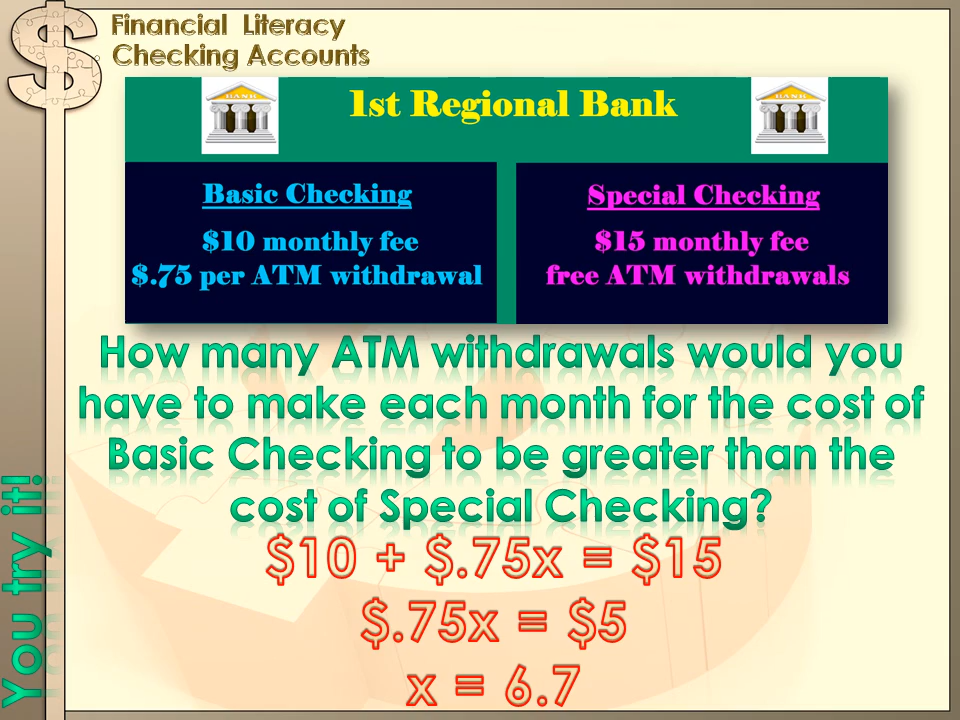 Financial Literacy
Checking Accounts
1st Regional Bank
BANK
BANK
Basic Checking
$10 monthly fee
$.75 per ATM withdrawal
Special Checking
$15 monthly fee
free ATM withdrawals
How many ATM withdrawals would you
have to make each month for the cost of
Basic Checking to be greater than the
cost of Special Checking?
$10 + $.75x = $15
$.75x = $5
x = 6.7
You try it!